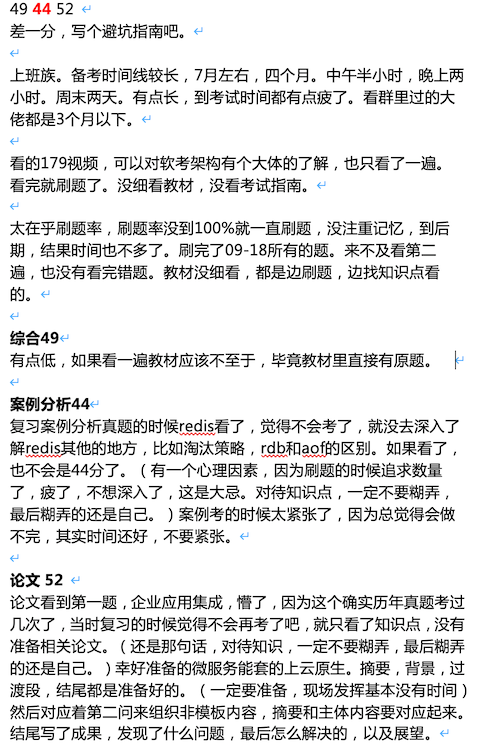 49 44 52
差一分，写个避坑指南吧。
上班族。备考时间线较长，7月左右，四个月。中午半小时，晚上两
小时。周末两天。有点长，到考试时间都有点疲了。看群里过的大
佬都是3个月以下。
看的179视频，可以对软考架构有个大体的了解，也只看了一遍。
看完就刷题了。没细看教材，没看考试指南。
太在乎刷题率，刷题率没到100%就一直刷题，没注重记忆，到后
期，结果时间也不多了。刷完了09-18所有的题。来不及看第二
遍，也没有看完错题。教材没细看，都是边刷题，边找知识点看
的。
综合49
有点低，如果看一遍教材应该不至于，毕竟教材里直接有原题。
案例分析44
复习案例分析真题的时候redis看了，觉得不会考了，就没去深入了
解redis其他的地方，比如淘汰策略，rdb和aof的区别。如果看了，
也不会是44分了。（有一个心理因素，因为刷题的时候追求数量
了，疲了，不想深入了，这是大忌。对待知识点，一定不要糊弄，
最后糊弄的还是自己。）案例考的时候太紧张了，因为总觉得会做
不完，其实时间还好，不要紧张。
论文 52
论文看到第一题，企业应用集成，懵了，因为这个确实历年真题考过
几次了，当时复习的时候觉得不会再考了吧，就只看了知识点，没有
准备相关论文。（还是那句话，对待知识，一定不要糊弄，最后糊弄
的还是自己。）幸好准备的微服务能套的上云原生。摘要，背景，过
渡段，结尾都是准备好的。（一定要准备，现场发挥基本没有时间）
然后对应着第二问来组织非模板内容，摘要和主体内容要对应起来。
结尾写了成果，发现了什么问题，最后怎么解决的，以及展望。